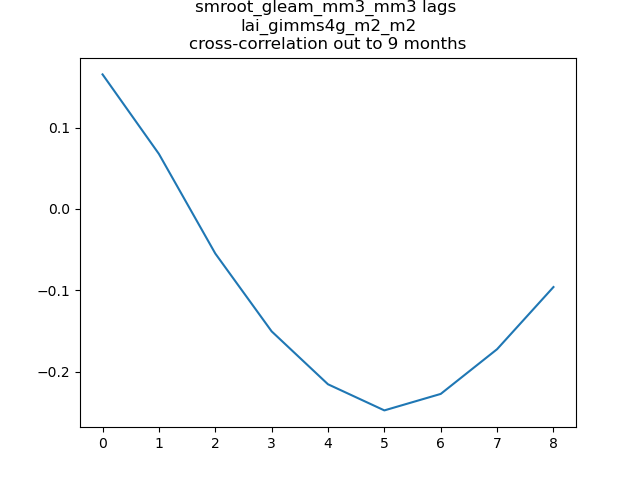 smroot_gleam_mm3_mm3 lags
lai_gimms4g_m2_m2
cross-correlation out to 9 months
0.1
0.0
−0.1
−0.2
0 1 2 3 4 5 6 7 8